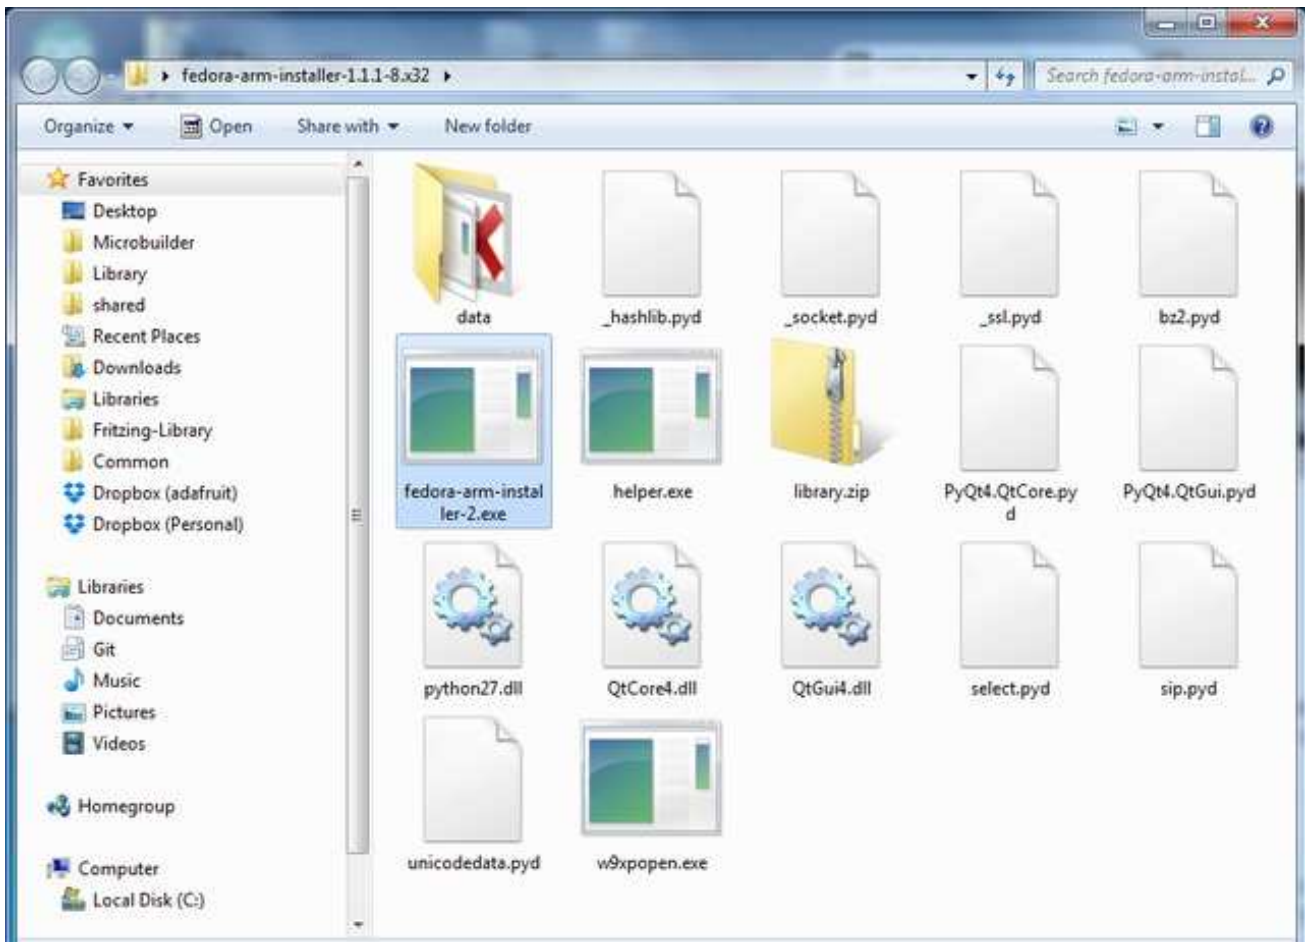 fedora-arm-installer-1.1.1-8.x32
Search fedora-arm-instal...
Organize
Open
Share with
New folder
Favorites
Desktop
Microbuilder
Library
shared
Recent Places
Downloads
Libraries
Fritzing-Library
Common
Dropbox (adafruit)
Dropbox (Personal)
Libraries
Documents
Git
Music
Pictures
Videos
Homegroup
Computer
Local Disk (C:)
data
_hashlib.pyd
_socket.pyd
_ssl.pyd
bz2.pyd
fedora-arm-instal
ler-2.exe
helper.exe
library.zip
PyQt4.QtCore.py
d
PyQt4.QtGui.pyd
python27.dll
QtCore4.dll
QtGui4.dll
select.pyd
sip.pyd
unicodedata.pyd
w9xpopen.exe